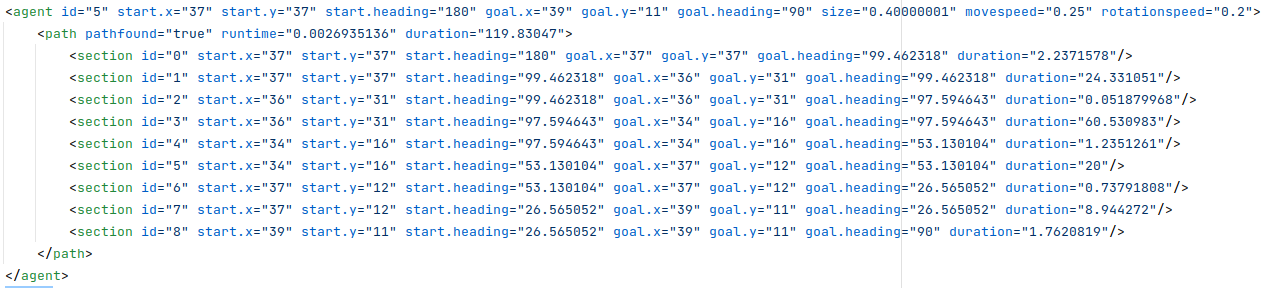 <agent id="5" start.x="37" start.y="37" start.heading="180" goal.x="39" goal.y="11" goal.heading="90" size="0.40000001" movespeed="0.25" rotationspeed="0.2">
<path pathfound="true" runtime="0.0026935136" duration="119.83047">
<section id="0" start.x="37" start.y="37" start.heading="180" goal.x="37" goal.y="37" goal.heading="99.462318" duration="2.2371578"/>
<section id="1" start.x="37" start.y="37" start.heading="99.462318" goal.x="36" goal.y="31" goal.heading="99.462318" duration="24.331051"/>
<section id="2" start.x="36" start.y="31" start.heading="99.462318" goal.x="36" goal.y="31" goal.heading="97.594643" duration="0.051879968"/>
<section id="3" start.x="36" start.y="31" start.heading="97.594643" goal.x="34" goal.y="16" goal.heading="97.594643" duration="60.530983"/>
<section id="4" start.x="34" start.y="16" start.heading="97.594643" goal.x="34" goal.y="16" goal.heading="53.130104" duration="1.2351261"/>
<section id="5" start.x="34" start.y="16" start.heading="53.130104" goal.x="37" goal.y="12" goal.heading="53.130104" duration="20"/>
<section id="6" start.x="37" start.y="12" start.heading="53.130104" goal.x="37" goal.y="12" goal.heading="26.565052" duration="0.73791808"/>
<section id="7" start.x="37" start.y="12" start.heading="26.565052" goal.x="39" goal.y="11" goal.heading="26.565052" duration="8.944272"/>
<section id="8" start.x="39" start.y="11" start.heading="26.565052" goal.x="39" goal.y="11" goal.heading="90" duration="1.7620819"/>
</path>
</agent>